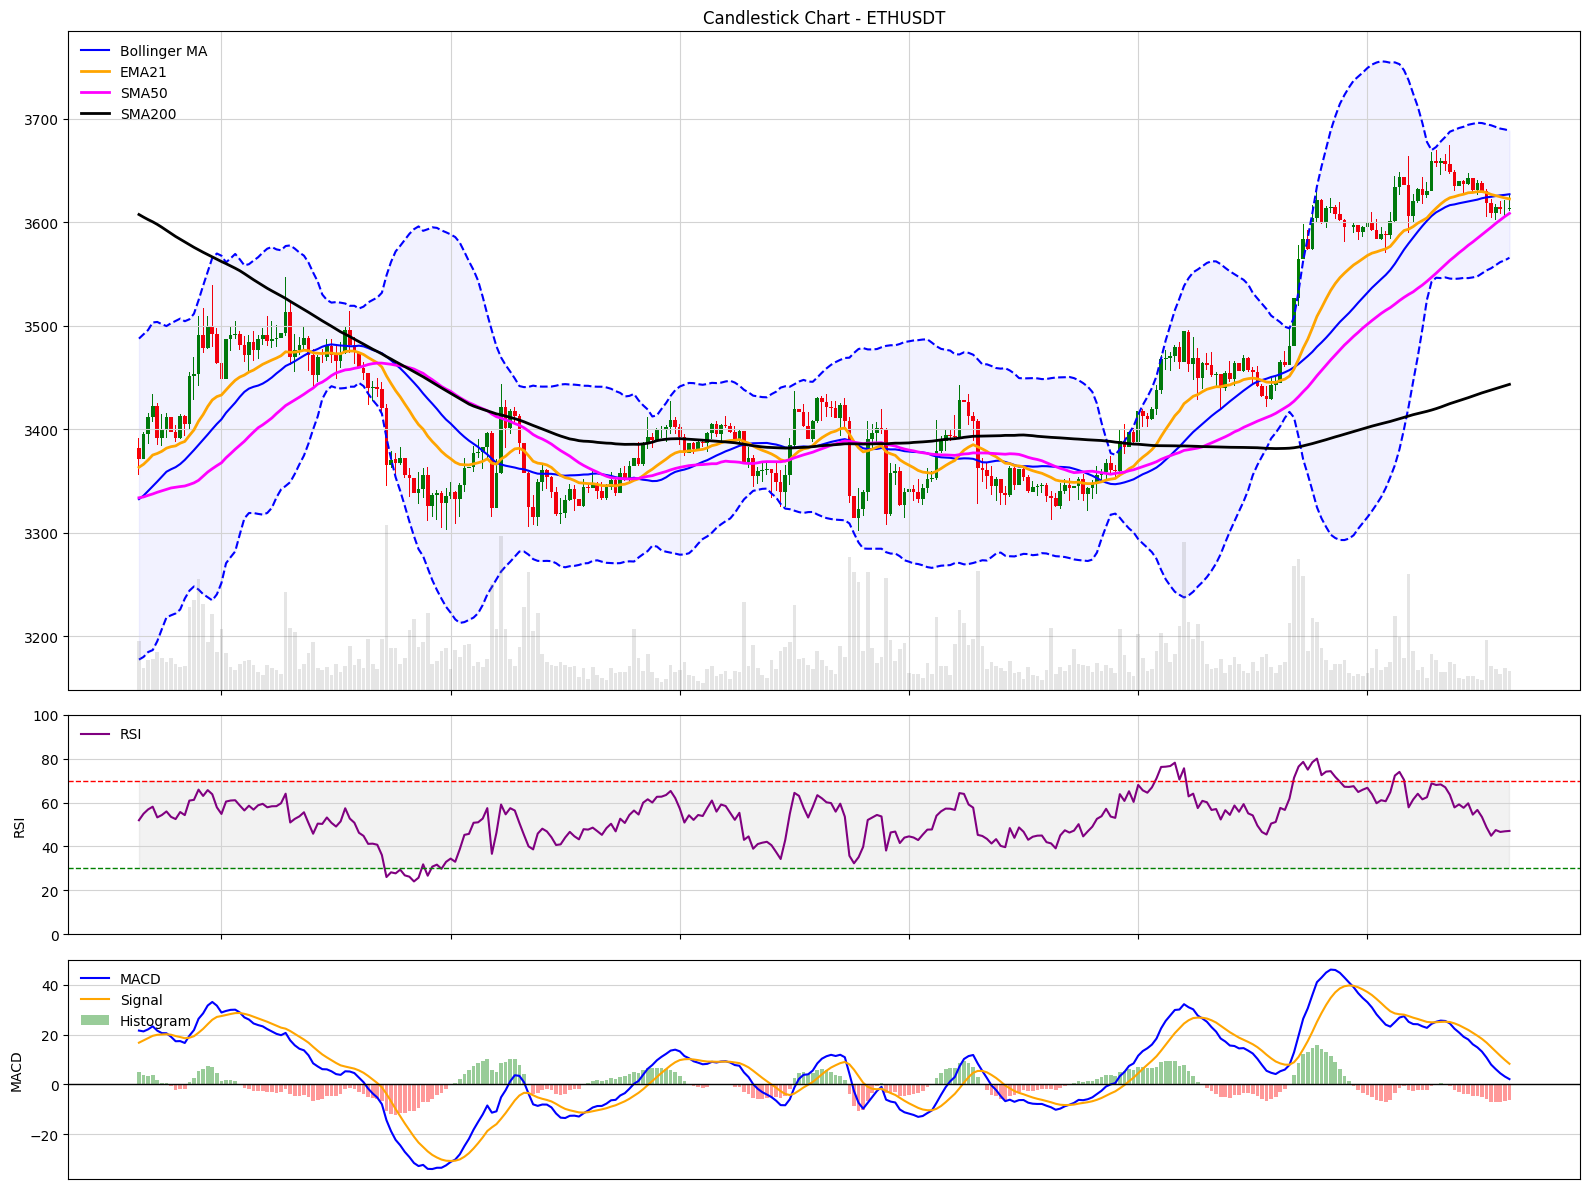 Candlestick Chart - ETHUSDT
Bollinger MA
EMA21
SMA50
SMA200
3700
3600
3500
3400
3300
3200
100
80
60
40
20
0
RSI
RSI
40
20
0
−20
MACD
MACD
Signal
Histogram